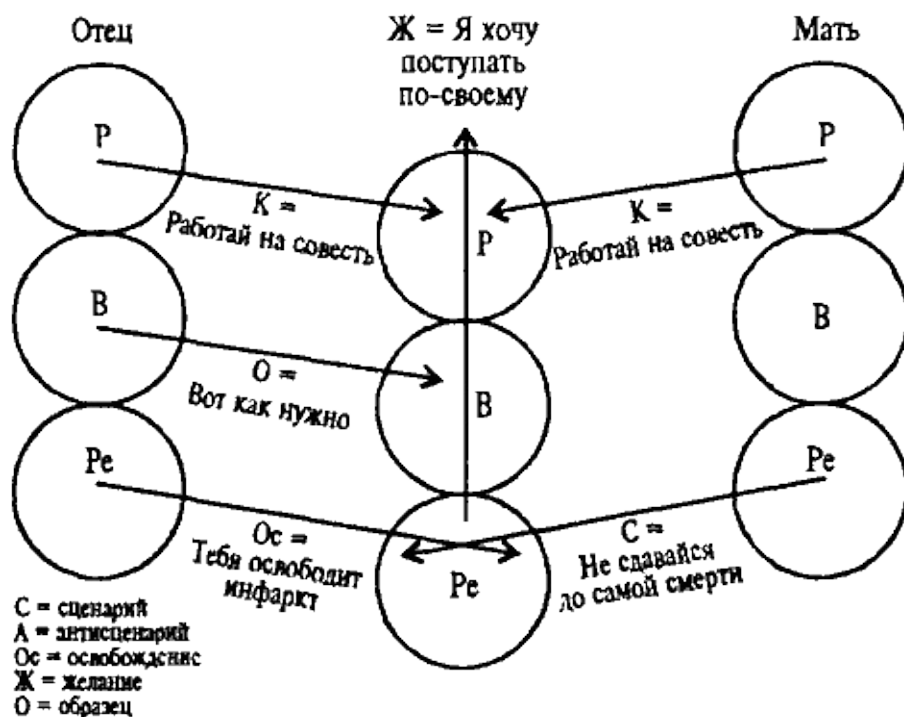 Отец
Ж = Я хочу
поступать
по-своему
Мать
Р
Р
Р
К =
Работай на совесть
К =
Работай на совесть
В
В
В
О =
Вот как нужно
Ре
Ре
Ре
Ос =
Тебя освободит
инфаркт
С =
Не сдавайся
ло самой смерти
С = сценарий
А = антисценарий
Ос = освобождение
Ж = желание
О = образец